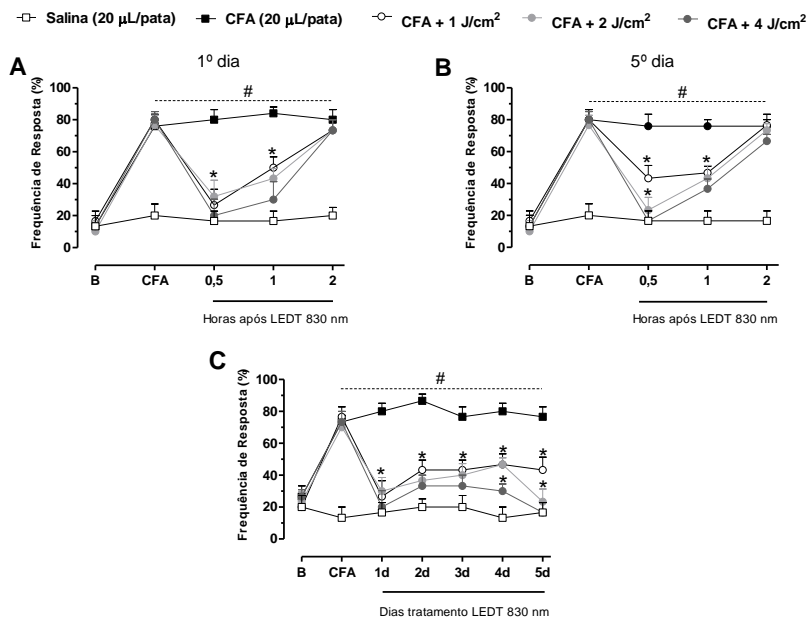 Salina (20 µL/pata) CFA (20 µL/pata) CFA + 1 J/cm² CFA + 2 J/cm² CFA + 4 J/cm²
A 1º dia
#
Frequência de Resposta (%)
100
80
60
40
20
0
* *
B CFA 0,5 1 2
Horas após LEDT 830 nm
B 5º dia
#
Frequência de Resposta (%)
100
80
60
40
20
0
* *
*
B CFA 0,5 1 2
Horas após LEDT 830 nm
C
#
Frequência de Resposta (%)
100
80
60
40
20
0
* * * * *
* *
B CFA 1d 2d 3d 4d 5d
Dias tratamento LEDT 830 nm